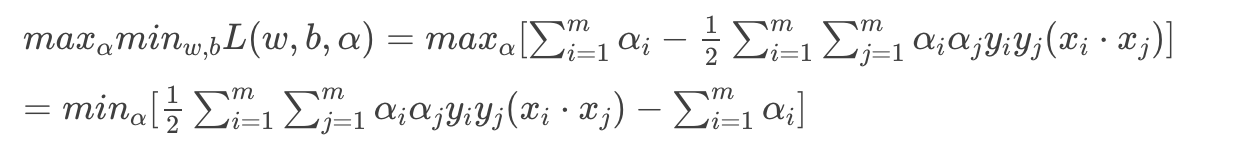 $max_{\alpha}min_{w,b}L(w,b,\alpha) = max_{\alpha}[\sum_{i=1}^{m} \alpha_i - \frac{1}{2} \sum_{i=1}^{m} \sum_{j=1}^{m} \alpha_i \alpha_j y_i y_j (x_i \cdot x_j)]$
$= min_{\alpha}[\frac{1}{2} \sum_{i=1}^{m} \sum_{j=1}^{m} \alpha_i \alpha_j y_i y_j (x_i \cdot x_j) - \sum_{i=1}^{m} \alpha_i]$